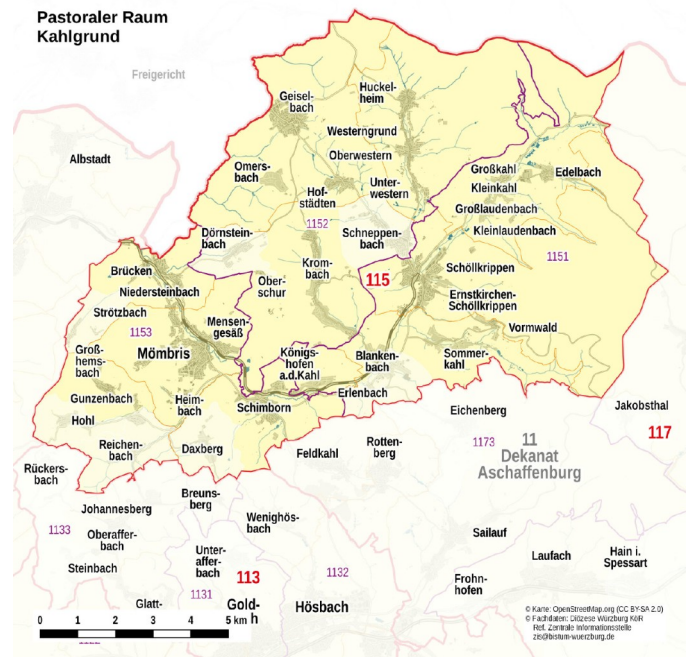 Pastoraler Raum
Kahlgrund
Freigericht
Huckel-
heim
Geisel-
bach
Westerngrund
Oberwestern
Albstadt
Omers-
bach
Großkahl
Edelbach
Kleinkahl
Unter-
western
Hof-
städten
Großlaudenbach
1152
Dörnstein-
bach
Schneppen-
bach
Kleinlaudenbach
1151
Brücken
Krom-
bach
Schöllkrippen
115
Ober-
schur
Niedersteinbach
Ernstkirchen-
Schöllkrippen
Strötzbach
Mensen-
gesäß
Vormwald
1153
Mömbris
Groß-
hems-
bach
Königs-
hofen
a.d.Kahl
Blanken-
bach
Sommer-
kahl
Gunzenbach
Heim-
bach
Schimborn
Erlenbach
Eichenberg
Jakobsthal
Hohl
Reichen-
bach
Daxberg
Feldkahl
Rotten-
berg
1173
11
Dekanat
Aschaffenburg
117
Rückers-
bach
Breuns-
berg
Johannesberg
Wenighös-
bach
1133
Oberaffer-
bach
Sailauf
Unter-
affer-
bach
Laufach
Hain i.
Spessart
Steinbach
113
1132
Frohn-
hofen
1131
Glatt-
Gold-
h
Hösbach
0 1 2 3 4 5 km
© Karte: OpenStreetMap.org (CC BY-SA 2.0)
© Fachdaten: Diözese Würzburg KöR
Ref. Zentrale Informationsstelle
zis@bistum-wuerzburg.de